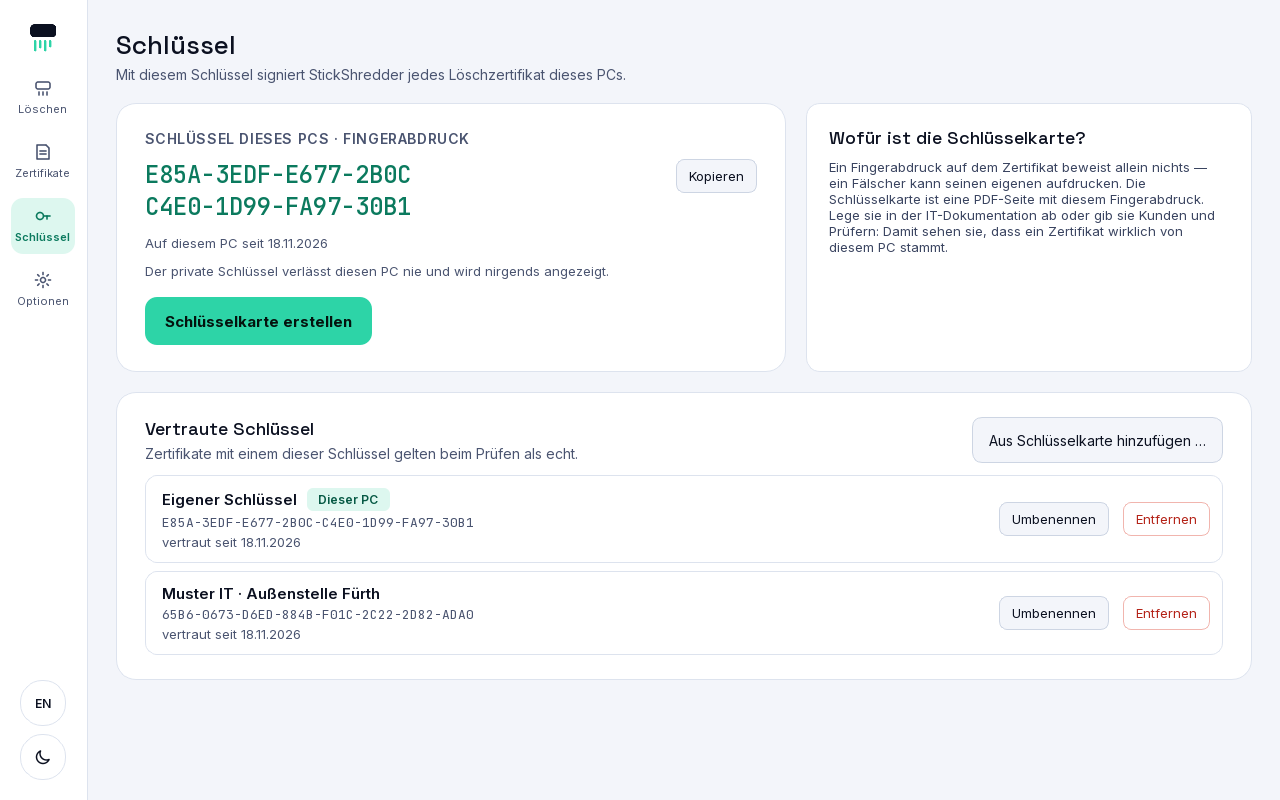 Löschen
Zertifikate
Schlüssel
Optionen
EN
Schlüssel
Mit diesem Schlüssel signiert StickShredder jedes Löschzertifikat dieses PCs.
SCHLÜSSEL DIESES PCS · FINGERABDRUCK
E85A-3EDF-E677-2B0C
C4E0-1D99-FA97-30B1
Kopieren
Auf diesem PC seit 18.11.2026
Der private Schlüssel verlässt diesen PC nie und wird nirgends angezeigt.
Schlüsselkarte erstellen
Wofür ist die Schlüsselkarte?
Ein Fingerabdruck auf dem Zertifikat beweist allein nichts —
ein Fälscher kann seinen eigenen aufdrucken. Die
Schlüsselkarte ist eine PDF-Seite mit diesem Fingerabdruck.
Lege sie in der IT-Dokumentation ab oder gib sie Kunden und
Prüfern: Damit sehen sie, dass ein Zertifikat wirklich von
diesem PC stammt.
Vertraute Schlüssel
Zertifikate mit einem dieser Schlüssel gelten beim Prüfen als echt.
Aus Schlüsselkarte hinzufügen …
Eigener Schlüssel Dieser PC
E85A-3EDF-E677-2B0C-C4E0-1D99-FA97-30B1
vertraut seit 18.11.2026
Umbenennen Entfernen
Muster IT · Außenstelle Fürth
65B6-0673-D6ED-884B-F01C-2C22-2D82-ADA0
vertraut seit 18.11.2026
Umbenennen Entfernen